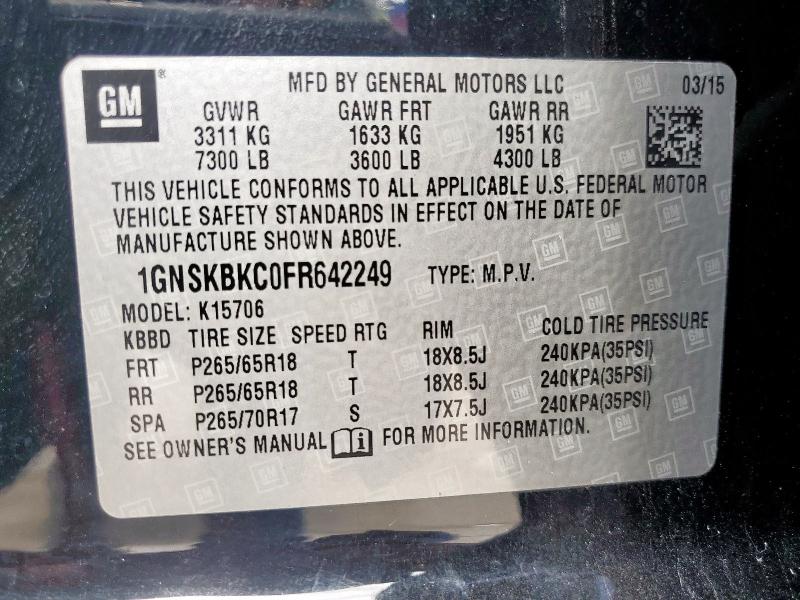 GM
MFD BY GENERAL MOTORS LLC 03/15
GVWR GAWR FRT GAWR RR
3311 KG 1633 KG 1951 KG
7300 LB 3600 LB 4300 LB
THIS VEHICLE CONFORMS TO ALL APPLICABLE U.S. FEDERAL MOTOR
VEHICLE SAFETY STANDARDS IN EFFECT ON THE DATE OF
MANUFACTURE SHOWN ABOVE.
1GNSKBKC0FR642249 TYPE: M.P.V.
MODEL: K15706
KBBD TIRE SIZE SPEED RTG RIM COLD TIRE PRESSURE
FRT P265/65R18 T 18X8.5J 240KPA(35PSI)
RR P265/65R18 T 18X8.5J 240KPA(35PSI)
SPA P265/70R17 S 17X7.5J 240KPA(35PSI)
SEE OWNER'S MANUAL FOR MORE INFORMATION.